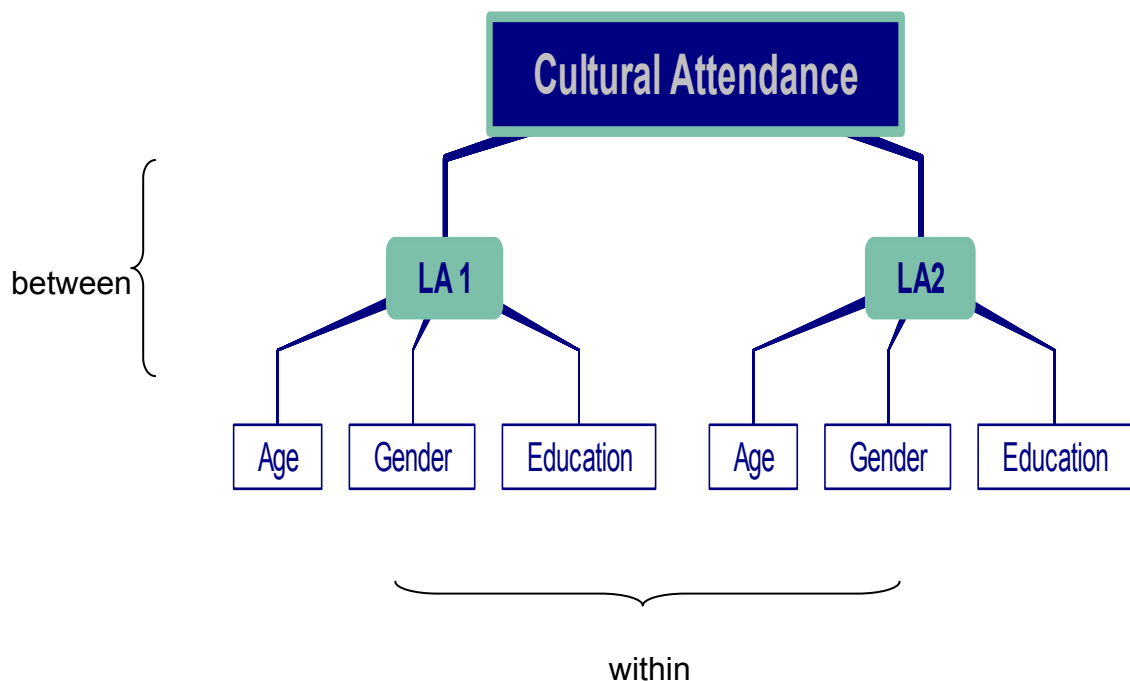 Cultural Attendance
between
LA 1
LA2
Age
Gender
Education
Age
Gender
Education
within